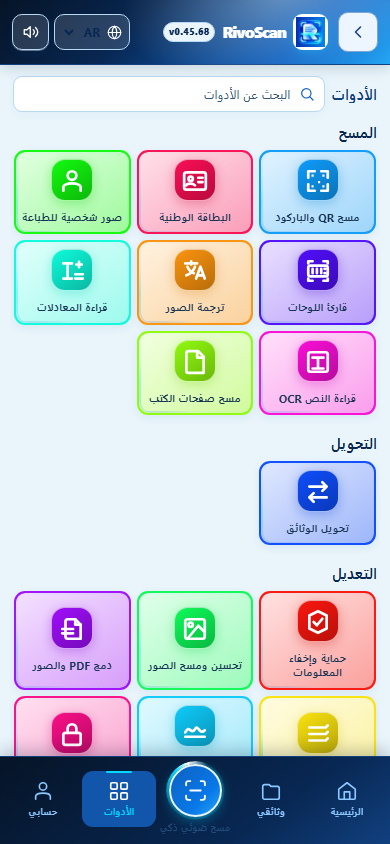 RivoScan
v0.45.68
AR
الأدوات
البحث عن الأدوات
المسح
مسح QR والباركود
البطاقة الوطنية
صور شخصية للطباعة
قارئ اللوحات
ترجمة الصور
قراءة المعادلات
قراءة النص OCR
مسح صفحات الكتب
التحويل
تحويل الوثائق
التعديل
حماية وإخفاء
المعلومات
تحسين ومسح الصور
دمج PDF والصور
الرئيسية
وثائقي
مسح ضوئي ذكي
الأدوات
حسابي